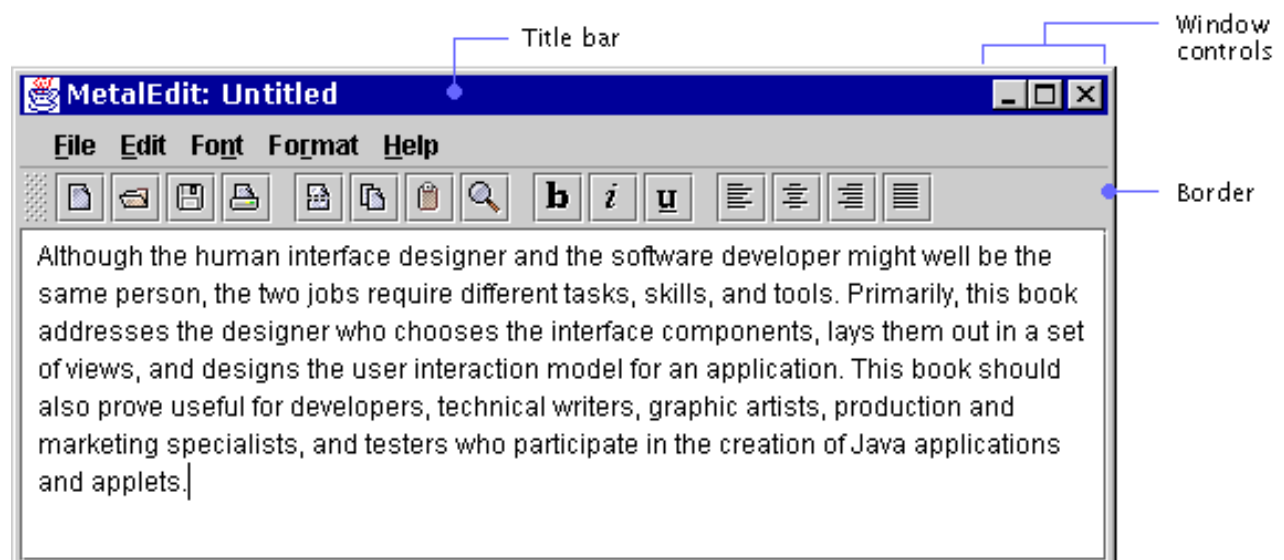 Title bar
Window
controls
MetalEdit: Untitled
File Edit Font Format Help
b i u
Border
Although the human interface designer and the software developer might well be the
same person, the two jobs require different tasks, skills, and tools. Primarily, this book
addresses the designer who chooses the interface components, lays them out in a set
of views, and designs the user interaction model for an application. This book should
also prove useful for developers, technical writers, graphic artists, production and
marketing specialists, and testers who participate in the creation of Java applications
and applets.